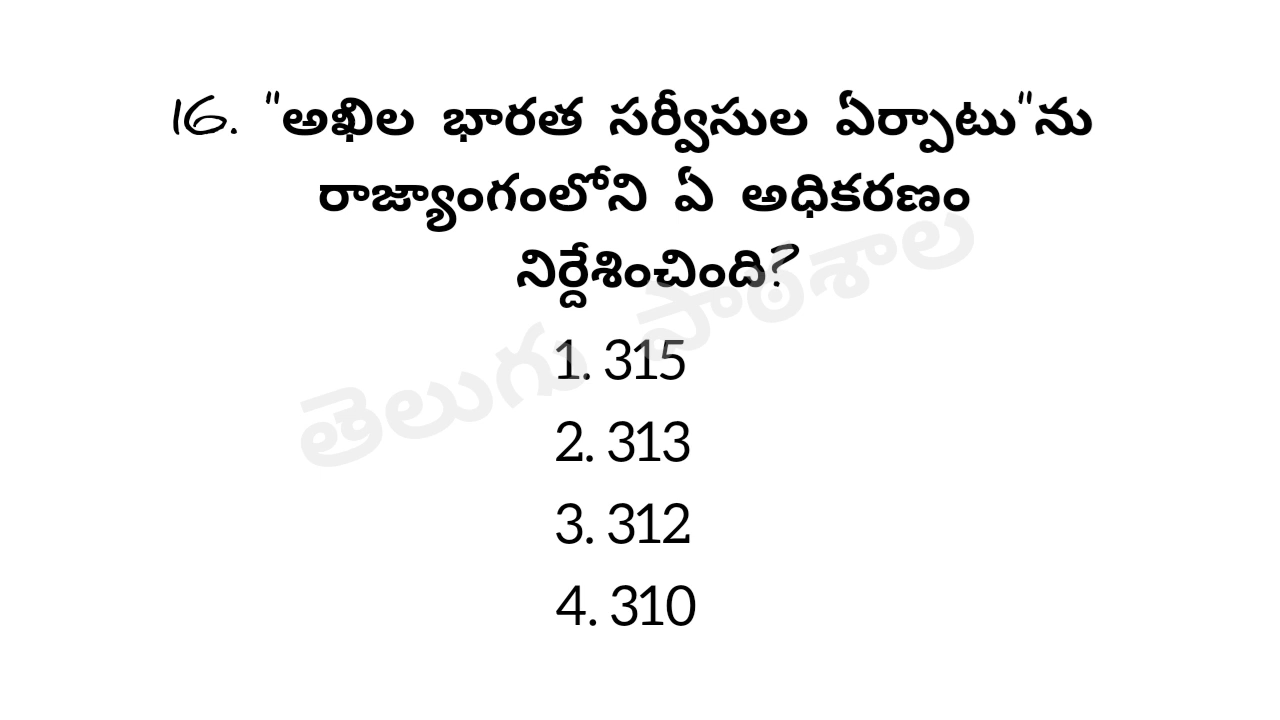 16. "అఖిల భారత సర్వీసుల ఏర్పాటు"ను
రాజ్యాంగంలోని ఏ అధికరణం
నిర్దేశించింది?
తెలుగు పాఠశాల
1. 315
2. 313
3. 312
4. 310